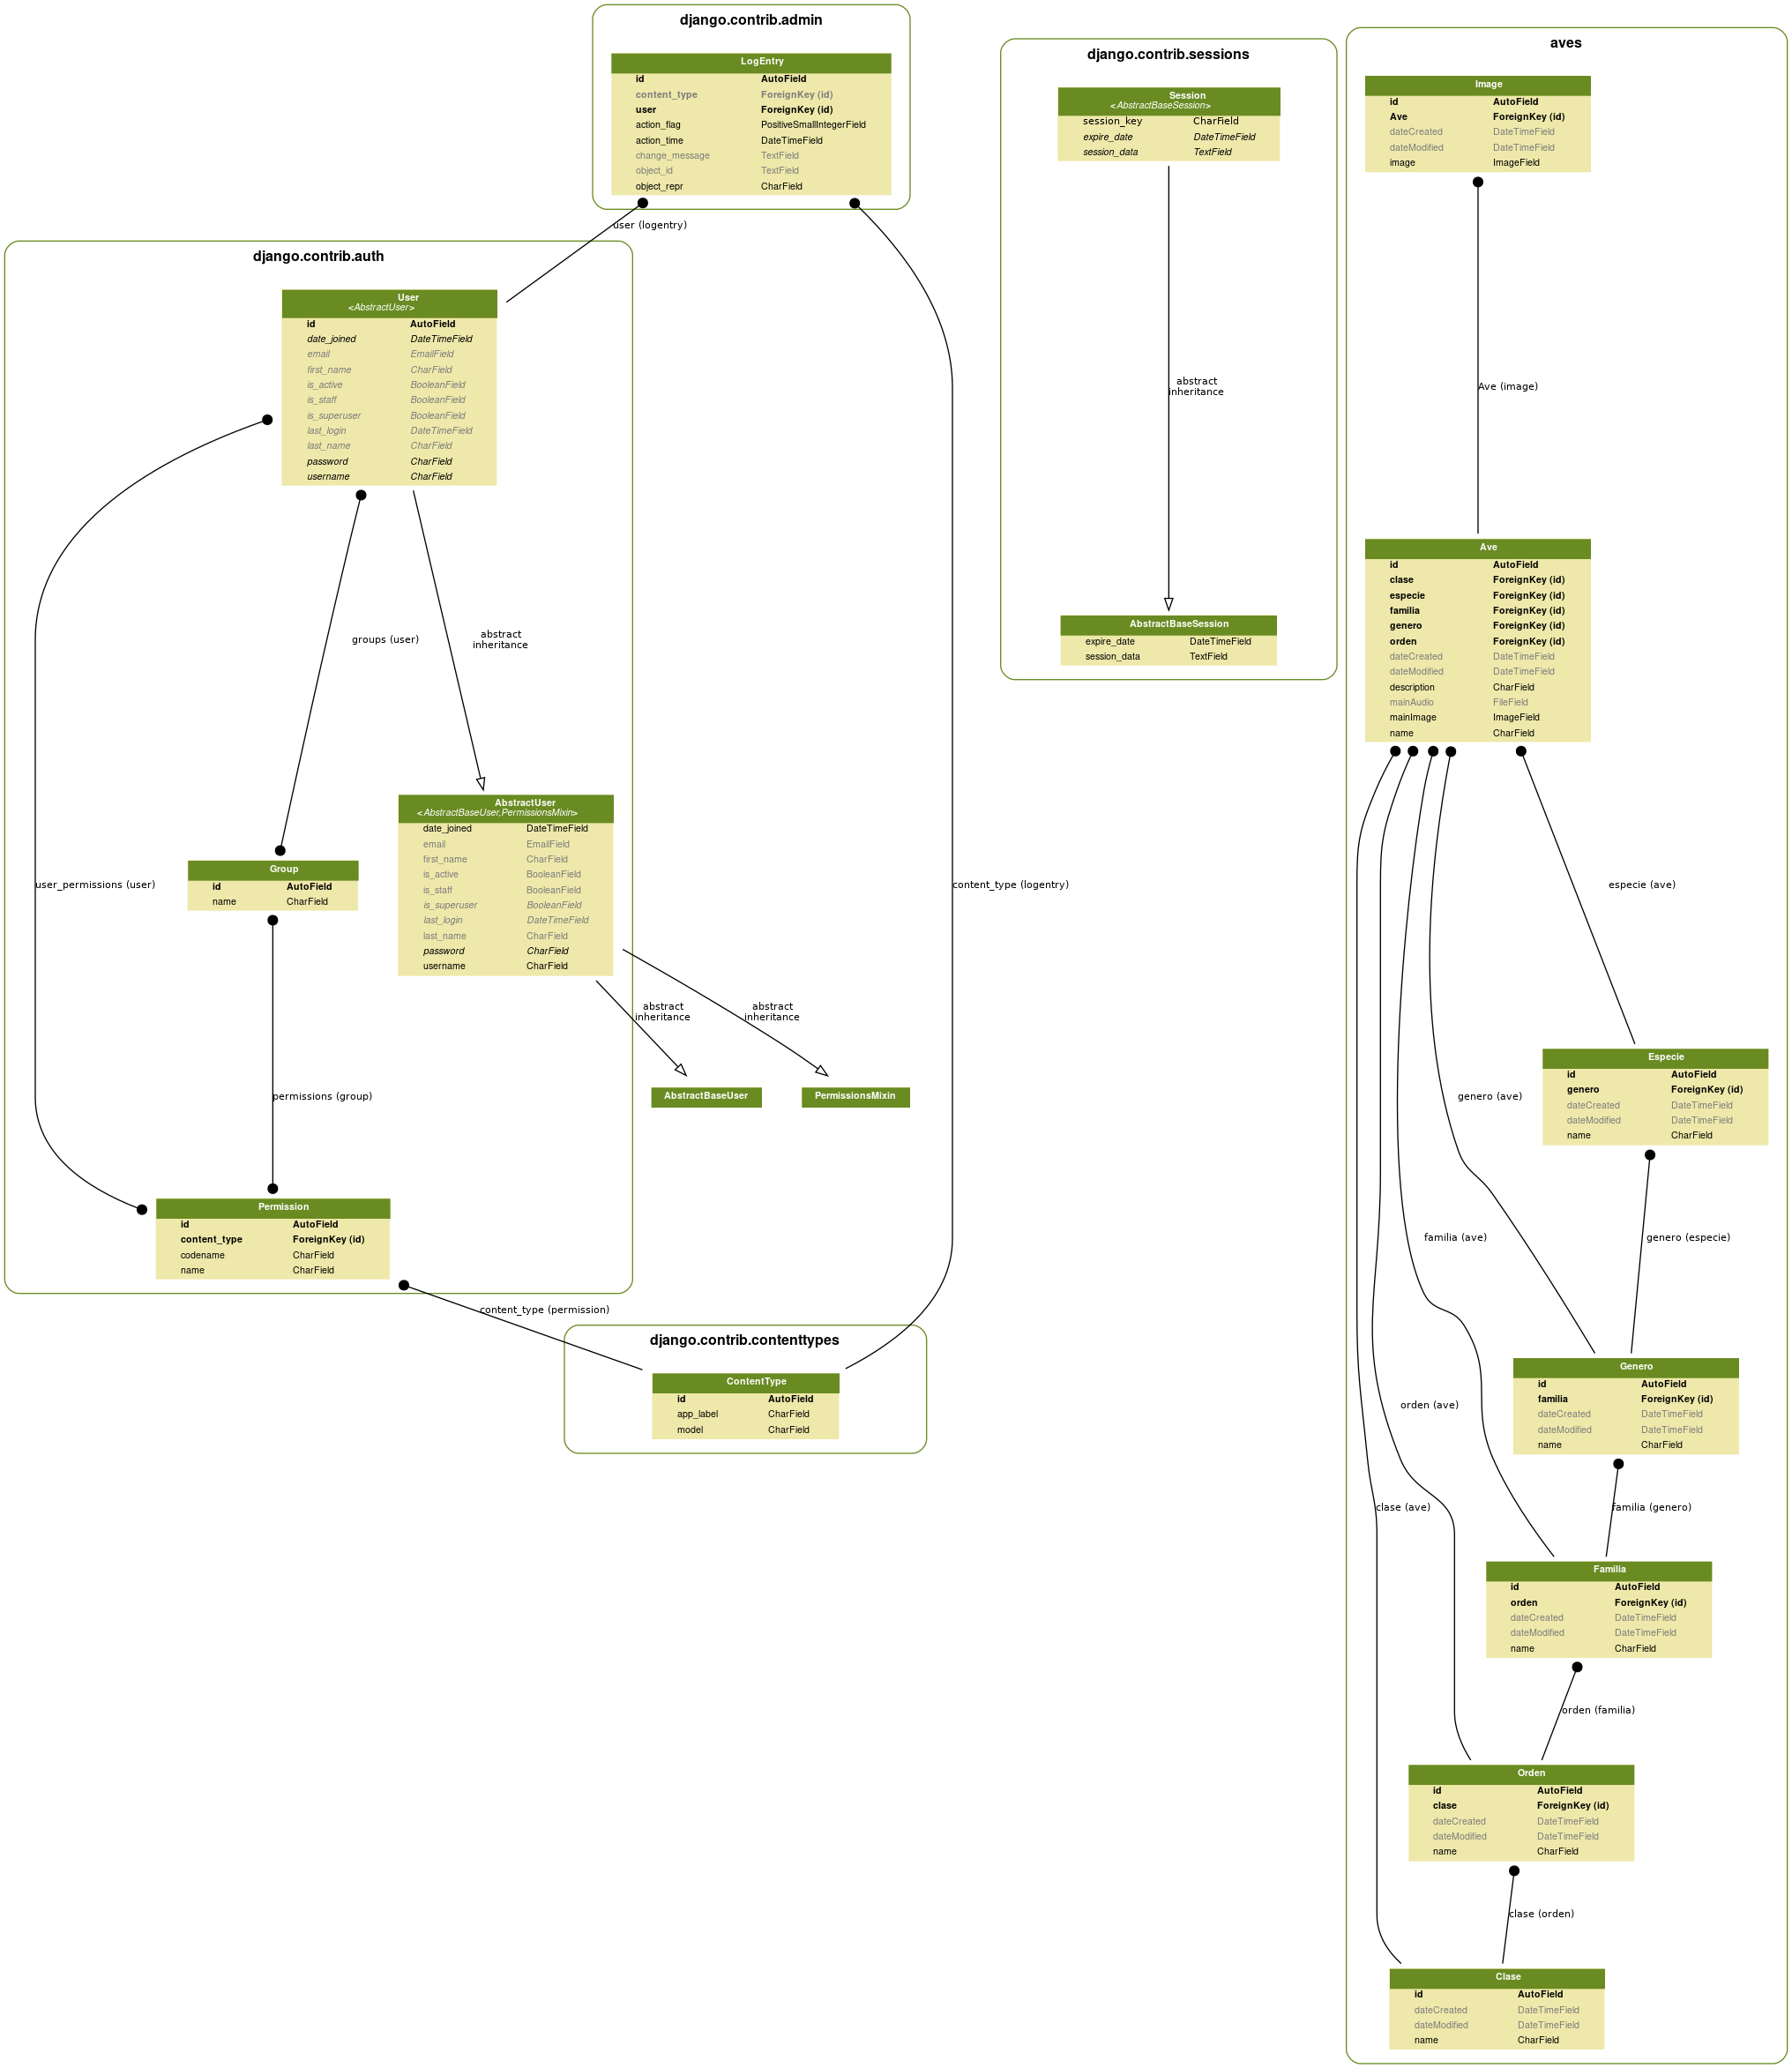 django.contrib.admin
LogEntry
id AutoField
content_type ForeignKey (id)
user ForeignKey (id)
action_flag PositiveSmallIntegerField
action_time DateTimeField
change_message TextField
object_id TextField
object_repr CharField
user (logentry)
content_type (logentry)
django.contrib.auth
User
<AbstractUser>
id AutoField
date_joined DateTimeField
email EmailField
first_name CharField
is_active BooleanField
is_staff BooleanField
is_superuser BooleanField
last_login DateTimeField
last_name CharField
password CharField
username CharField
groups (user)
abstract
inheritance
user_permissions (user)
Group
id AutoField
name CharField
AbstractUser
<AbstractBaseUser,PermissionsMixin>
date_joined DateTimeField
email EmailField
first_name CharField
is_active BooleanField
is_staff BooleanField
is_superuser BooleanField
last_login DateTimeField
last_name CharField
password CharField
username CharField
abstract
inheritance
abstract
inheritance
AbstractBaseUser
PermissionsMixin
permissions (group)
Permission
id AutoField
content_type ForeignKey (id)
codename CharField
name CharField
content_type (permission)
django.contrib.contenttypes
ContentType
id AutoField
app_label CharField
model CharField
django.contrib.sessions
Session
<AbstractBaseSession>
session_key CharField
expire_date DateTimeField
session_data TextField
abstract
inheritance
AbstractBaseSession
expire_date DateTimeField
session_data TextField
aves
Image
id AutoField
Ave ForeignKey (id)
dateCreated DateTimeField
dateModified DateTimeField
image ImageField
Ave (image)
Ave
id AutoField
clase ForeignKey (id)
especie ForeignKey (id)
familia ForeignKey (id)
genero ForeignKey (id)
orden ForeignKey (id)
dateCreated DateTimeField
dateModified DateTimeField
description CharField
mainAudio FileField
mainImage ImageField
name CharField
especie (ave)
Especie
id AutoField
genero ForeignKey (id)
dateCreated DateTimeField
dateModified DateTimeField
name CharField
genero (ave)
familia (ave)
genero (especie)
Genero
id AutoField
familia ForeignKey (id)
dateCreated DateTimeField
dateModified DateTimeField
name CharField
orden (ave)
clase (ave)
familia (genero)
Familia
id AutoField
orden ForeignKey (id)
dateCreated DateTimeField
dateModified DateTimeField
name CharField
orden (familia)
Orden
id AutoField
clase ForeignKey (id)
dateCreated DateTimeField
dateModified DateTimeField
name CharField
clase (orden)
Clase
id AutoField
dateCreated DateTimeField
dateModified DateTimeField
name CharField